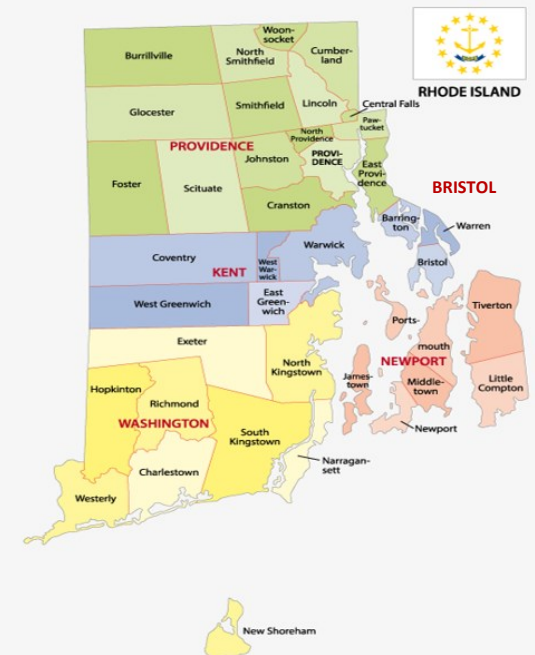 Woon-
socket
Burrillville
North
Smithfield
Cumber-
land
RHODE ISLAND
Glocester
Smithfield
Lincoln
Central Falls
Paw-
tucket
North
Providence
PROVIDENCE
Johnston
PROVI-
DENCE
East
Provi-
dence
Foster
Scituate
BRISTOL
Cranston
Barring-
ton
Warren
Coventry
Warwick
KENT
West
War-
wick
Bristol
West Greenwich
East
Green-
wich
Tiverton
Ports-
mouth
Exeter
North
Kingstown
NEWPORT
James-
town
Middle-
town
Little
Compton
Hopkinton
Richmond
WASHINGTON
South
Kingstown
Newport
Charlestown
Narragan-
sett
Westerly
New Shoreham